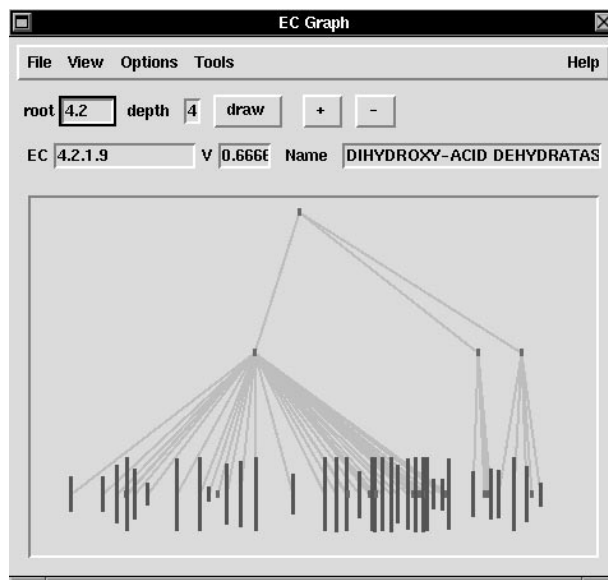 EC Graph
File View Options Tools Help
root 4.2 depth 4 draw + -
EC 4.2.1.9 V 0.666 Name DIHYDROXY-ACID DEHYDRATAS